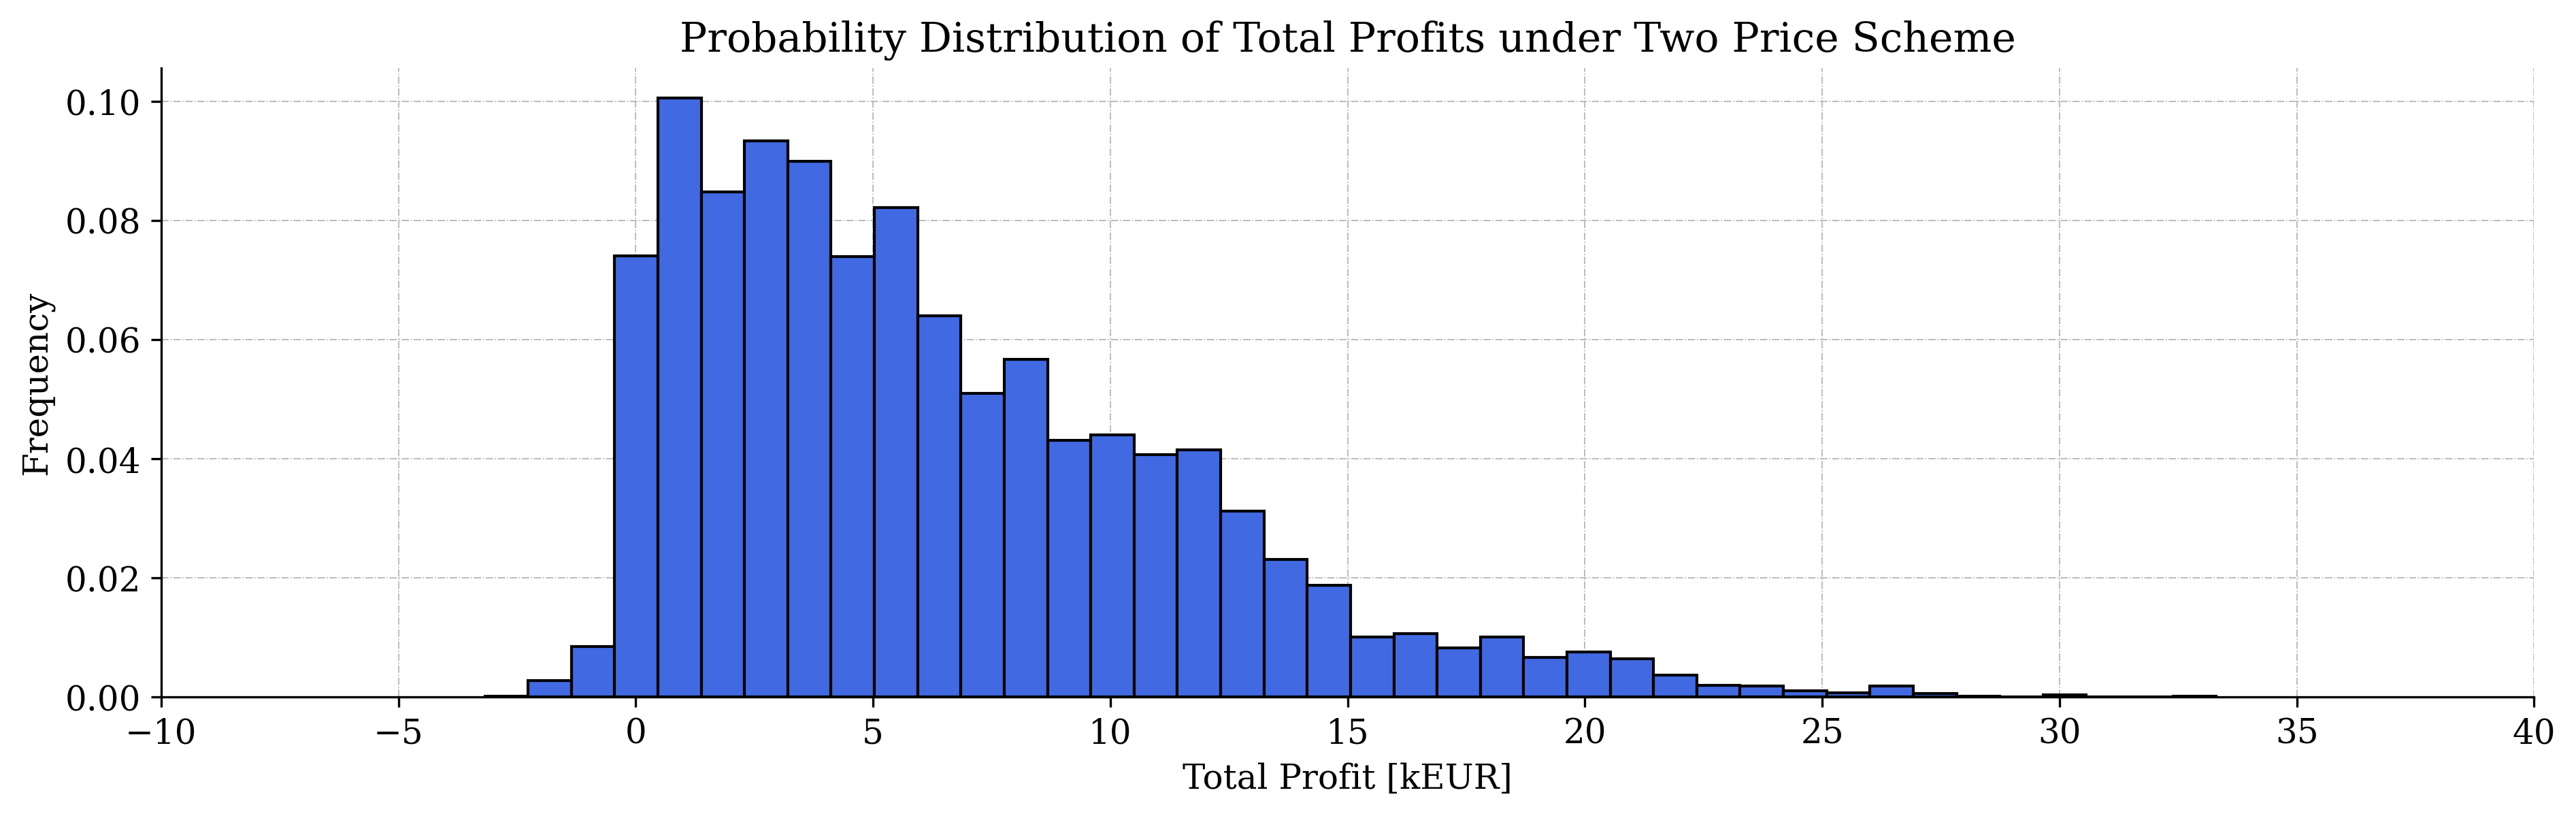 Probability Distribution of Total Profits under Two Price Scheme
0.10
0.08
0.06
0.04
0.02
0.00
Frequency
−10 −5 0 5 10 15 20 25 30 35 40
Total Profit [kEUR]